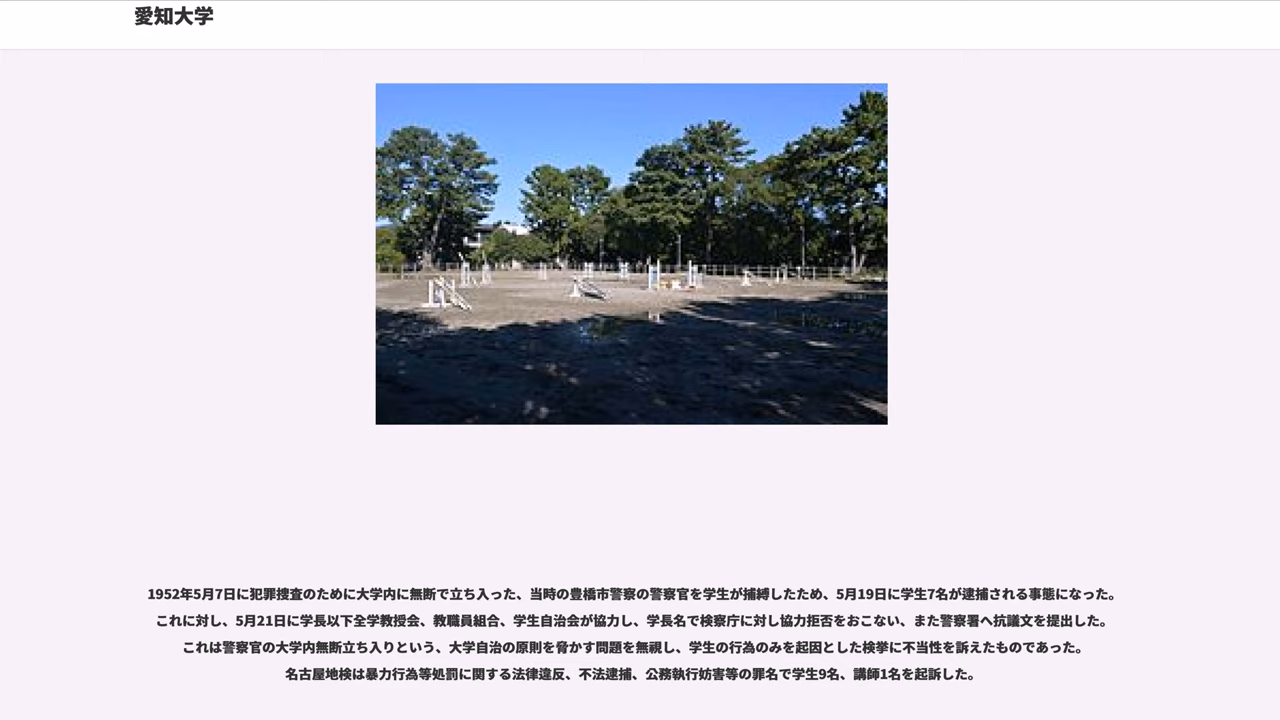 愛知大学
1952年5月7日に犯罪捜査のために大学内に無断で立ち入った、当時の豊橋市警察の警察官を学生が捕縛したため、5月19日に学生7名が逮捕される事態になった。
これに対し、5月21日に学長以下全学教授会、教職員組合、学生自治会が協力し、学長名で検察庁に対し協力拒否をおこない、また警察署へ抗議文を提出した。
これは警察官の大学内無断立ち入りという、大学自治の原則を脅かす問題を無視し、学生の行為のみを起因とした検挙に不当性を訴えたものであった。
名古屋地検は暴力行為等処罰に関する法律違反、不法逮捕、公務執行妨害等の罪名で学生9名、講師1名を起訴した。